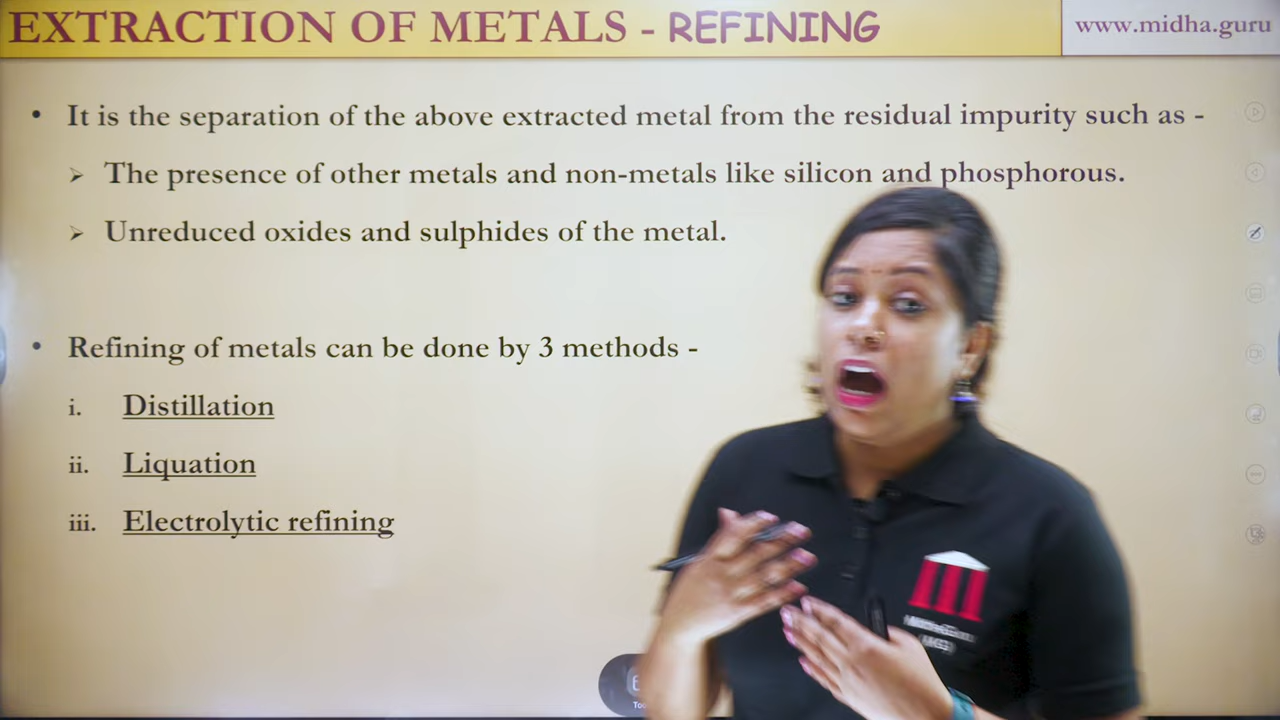 EXTRACTION OF METALS - REFINING
www.midha.guru
• It is the separation of the above extracted metal from the residual impurity such as -
➢ The presence of other metals and non-metals like silicon and phosphorous.
➢ Unreduced oxides and sulphides of the metal.
• Refining of metals can be done by 3 methods -
i. Distillation
ii. Liquation
iii. Electrolytic refining